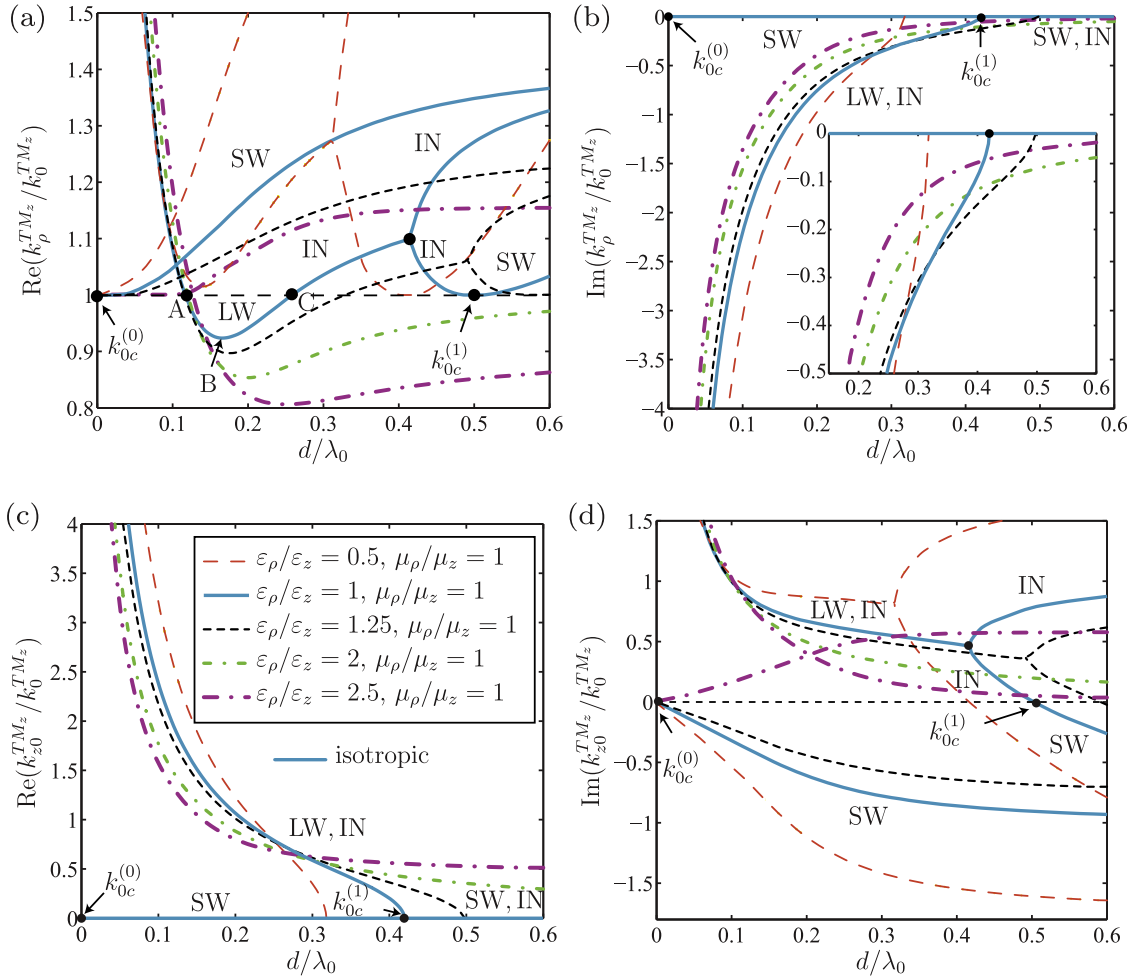 (a)
1.5
1.4
1.3
1.2
1.1
1
0.9
0.8
0
0.1
0.2
0.3
0.4
0.5
0.6
Re(k_ρ^{TM_z}/k_0^{TM_z})
d/λ_0
SW
IN
IN
IN
SW
A
LW
C
B
k_{0c}^{(0)}
k_{0c}^{(1)}
(b)
0
−0.5
−1
−1.5
−2
−2.5
−3
−3.5
−4
0
0.1
0.2
0.3
0.4
0.5
0.6
Im(k_ρ^{TM_z}/k_0^{TM_z})
d/λ_0
SW
SW, IN
k_{0c}^{(0)}
k_{0c}^{(1)}
LW, IN
0
−0.1
−0.2
−0.3
−0.4
−0.5
0.2
0.3
0.4
0.5
0.6
(c)
4
3.5
3
2.5
2
1.5
1
0.5
0
0
0.1
0.2
0.3
0.4
0.5
0.6
Re(k_{z0}^{TM_z}/k_0^{TM_z})
d/λ_0
ε_ρ/ε_z = 0.5, μ_ρ/μ_z = 1
ε_ρ/ε_z = 1, μ_ρ/μ_z = 1
ε_ρ/ε_z = 1.25, μ_ρ/μ_z = 1
ε_ρ/ε_z = 2, μ_ρ/μ_z = 1
ε_ρ/ε_z = 2.5, μ_ρ/μ_z = 1
isotropic
LW, IN
k_{0c}^{(0)}
SW
k_{0c}^{(1)}
SW, IN
(d)
1.5
1
0.5
0
−0.5
−1
−1.5
0
0.1
0.2
0.3
0.4
0.5
0.6
Im(k_{z0}^{TM_z}/k_0^{TM_z})
d/λ_0
IN
LW, IN
IN
k_{0c}^{(1)}
k_{0c}^{(0)}
SW
SW